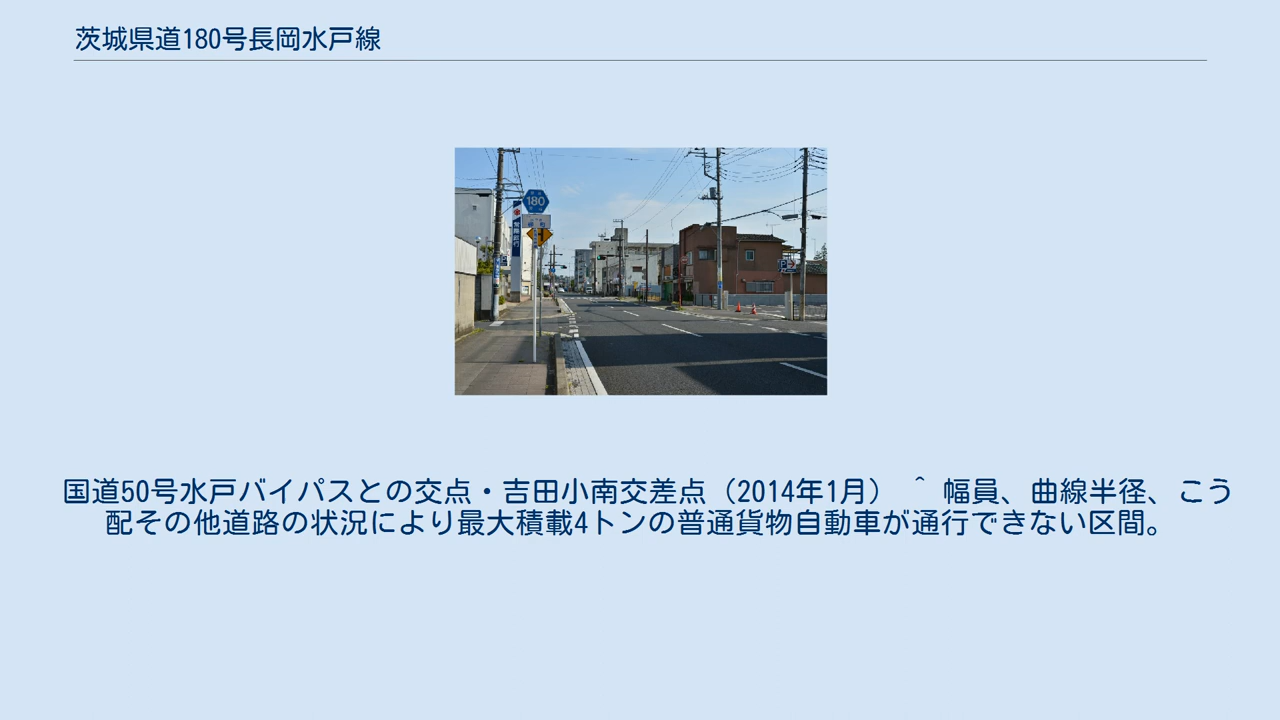 茨城県道180号長岡水戸線
180
国道50号水戸バイパスとの交点・吉田小南交差点（2014年1月） ^ 幅員、曲線半径、こう
配その他道路の状況により最大積載4トンの普通貨物自動車が通行できない区間。